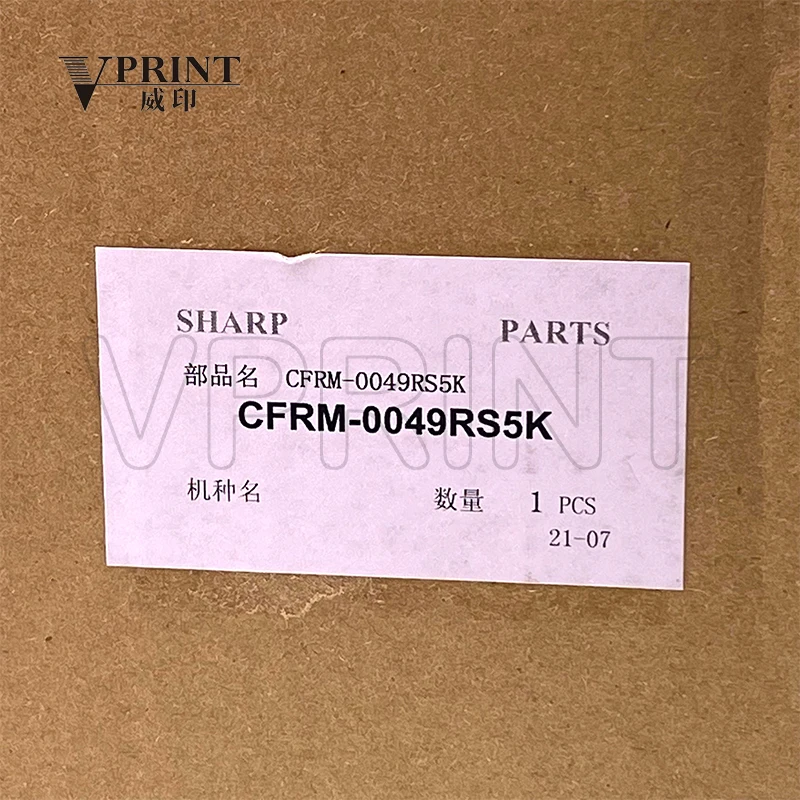 VPRINT
威印
SHARP PARTS
部品名 CFRM-0049RS5K
CFRM-0049RS5K
机种名 数量 1 PCS
21-07
VPRINT